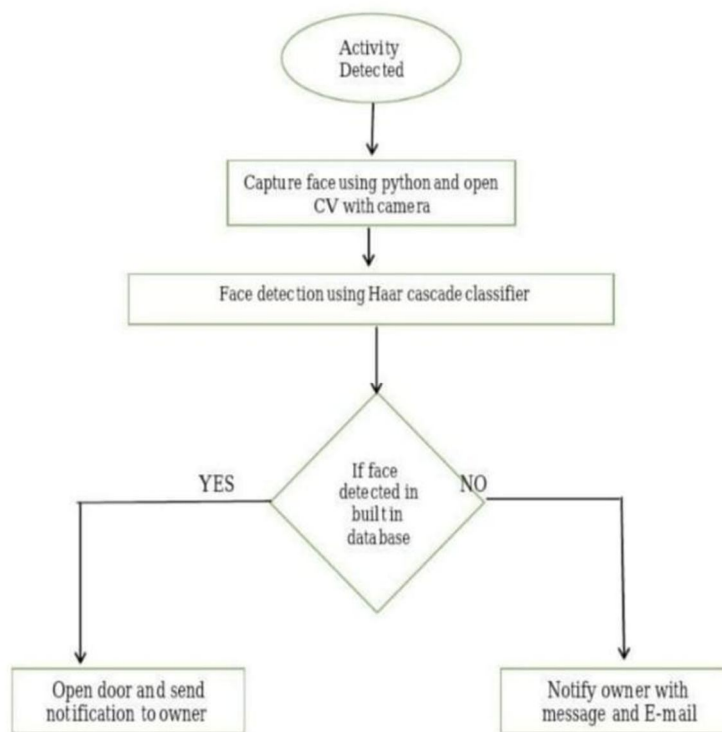 Activity
Detected
Capture face using python and open
CV with camera
Face detection using Haar cascade classifier
YES
If face
detected in
built in
database
NO
Open door and send
notification to owner
Notify owner with
message and E-mail